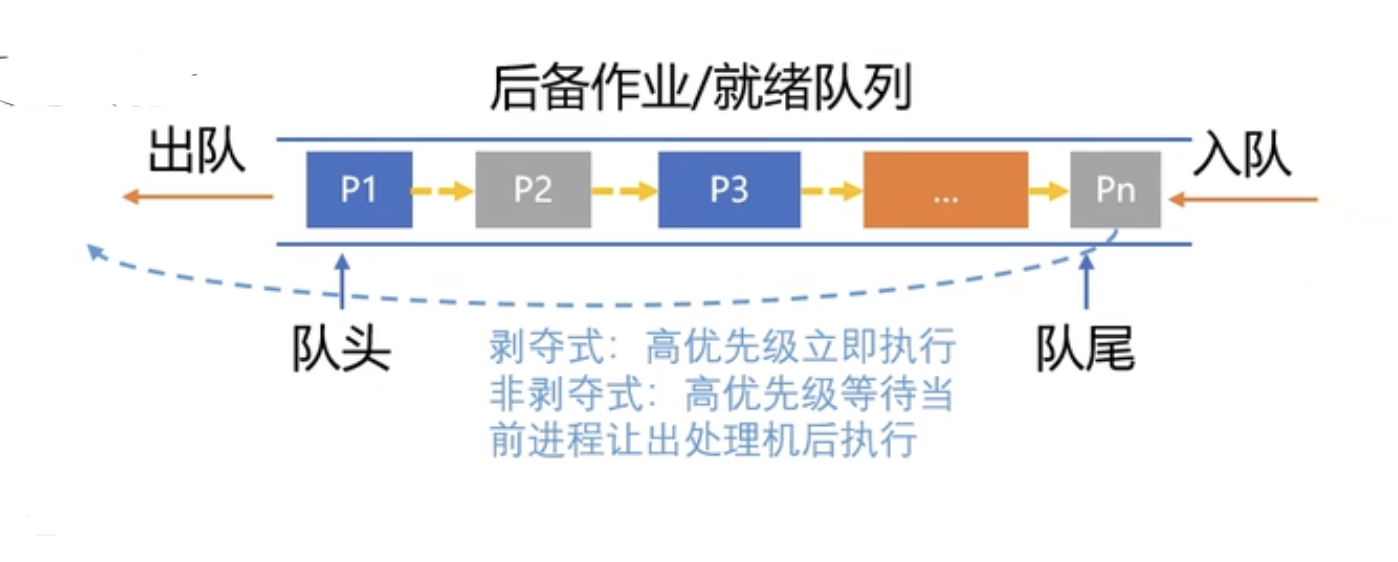 后备作业/就绪队列
出队
入队
P1
P2
P3
...
Pn
队头
队尾
剥夺式：高优先级立即执行
非剥夺式：高优先级等待当
前进程让出处理机后执行